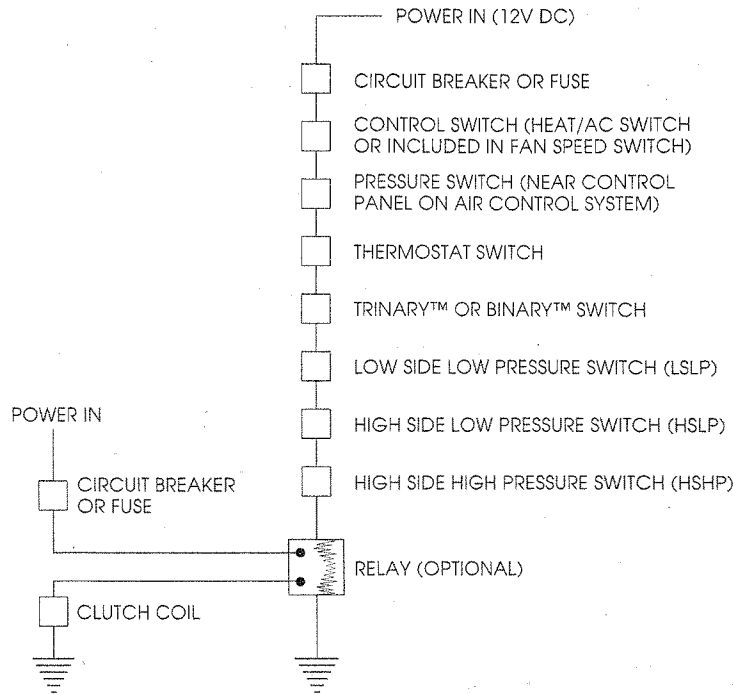 POWER IN (12V DC)
CIRCUIT BREAKER OR FUSE
CONTROL SWITCH (HEAT/AC SWITCH
OR INCLUDED IN FAN SPEED SWITCH)
PRESSURE SWITCH (NEAR CONTROL
PANEL ON AIR CONTROL SYSTEM)
THERMOSTAT SWITCH
TRINARY™ OR BINARY™ SWITCH
LOW SIDE LOW PRESSURE SWITCH (LSLP)
HIGH SIDE LOW PRESSURE SWITCH (HSLP)
HIGH SIDE HIGH PRESSURE SWITCH (HSHP)
POWER IN
CIRCUIT BREAKER
OR FUSE
RELAY (OPTIONAL)
CLUTCH COIL